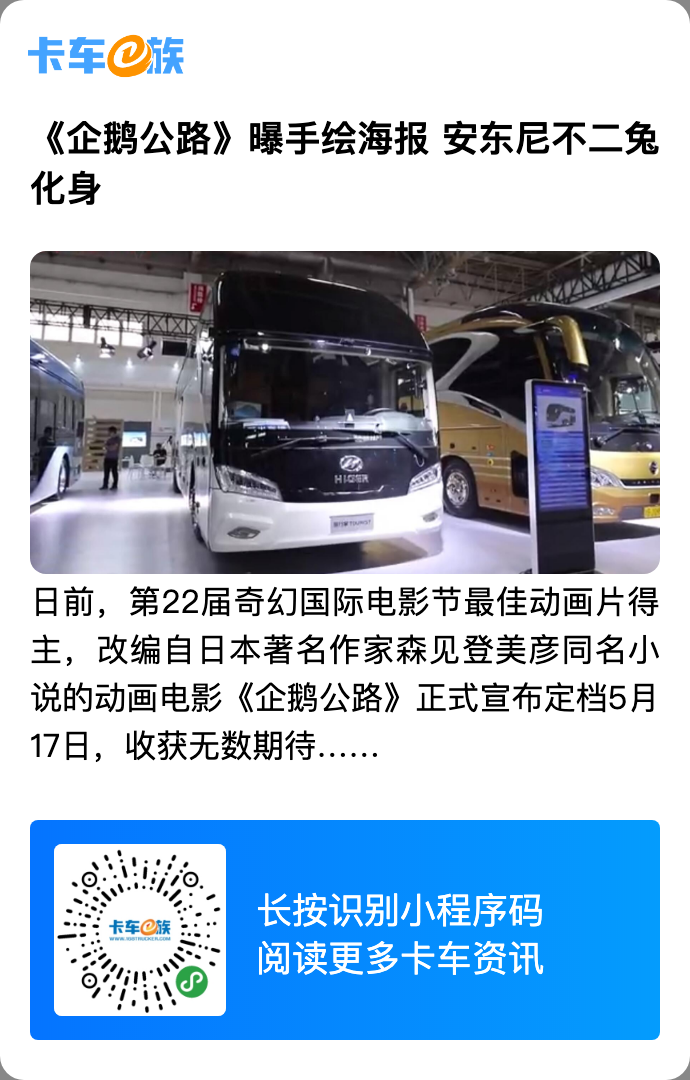 卡车e族
《企鹅公路》曝手绘海报 安东尼不二兔
化身
HIGER
日前，第22届奇幻国际电影节最佳动画片得
主，改编自日本著名作家森见登美彦同名小
说的动画电影《企鹅公路》正式宣布定档5月
17日，收获无数期待……
卡车e族
长按识别小程序码
阅读更多卡车资讯